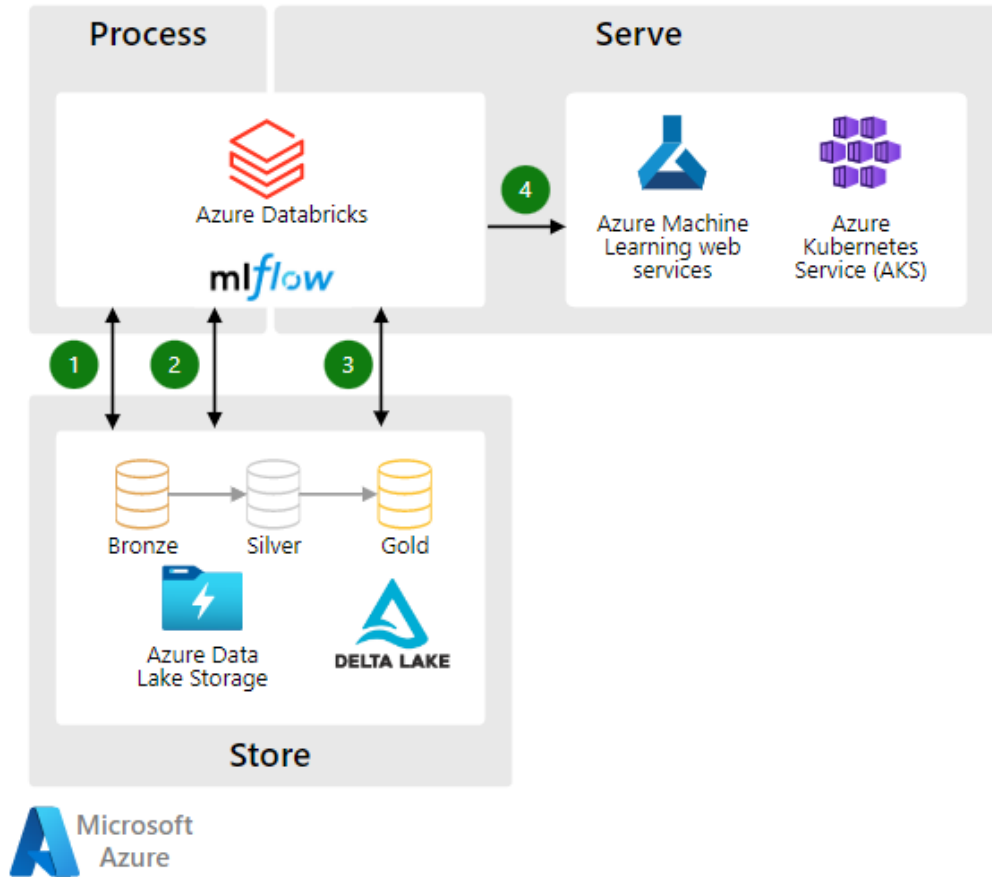 Process
Serve
Azure Databricks
mlflow
4
Azure Machine
Learning web
services
Azure
Kubernetes
Service (AKS)
1
2
3
Bronze
Silver
Gold
Azure Data
Lake Storage
DELTA LAKE
Store
Microsoft
Azure